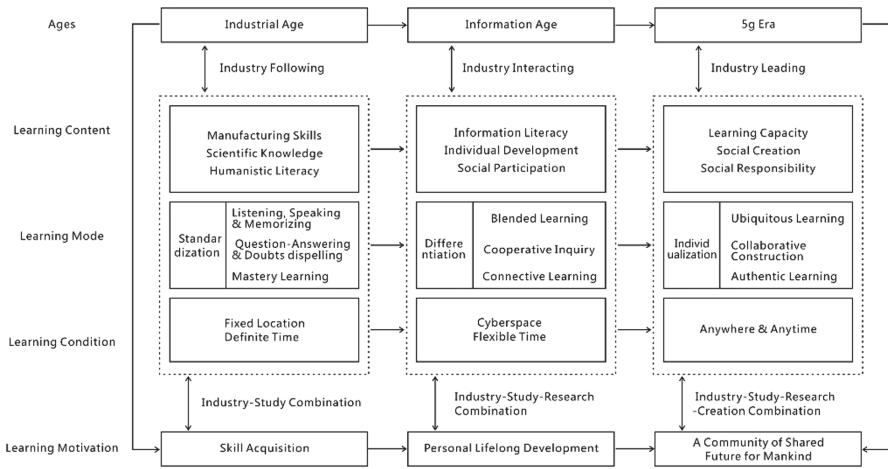 Ages
Industrial Age
Information Age
5g Era
Industry Following
Industry Interacting
Industry Leading
Learning Content
Manufacturing Skills
Scientific Knowledge
Humanistic Literacy
Information Literacy
Individual Development
Social Participation
Learning Capacity
Social Creation
Social Responsibility
Learning Mode
Standar
dization
Listening, Speaking
& Memorizing
Question-Answering
& Doubts dispelling
Mastery Learning
Differe
ntiation
Blended Learning
Cooperative Inquiry
Connective Learning
Individ
ualization
Ubiquitous Learning
Collaborative
Construction
Authentic Learning
Learning Condition
Fixed Location
Definite Time
Cyberspace
Flexible Time
Anywhere & Anytime
Industry-Study Combination
Industry-Study-Research
Combination
Industry-Study-Research
-Creation Combination
Learning Motivation
Skill Acquisition
Personal Lifelong Development
A Community of Shared
Future for Mankind